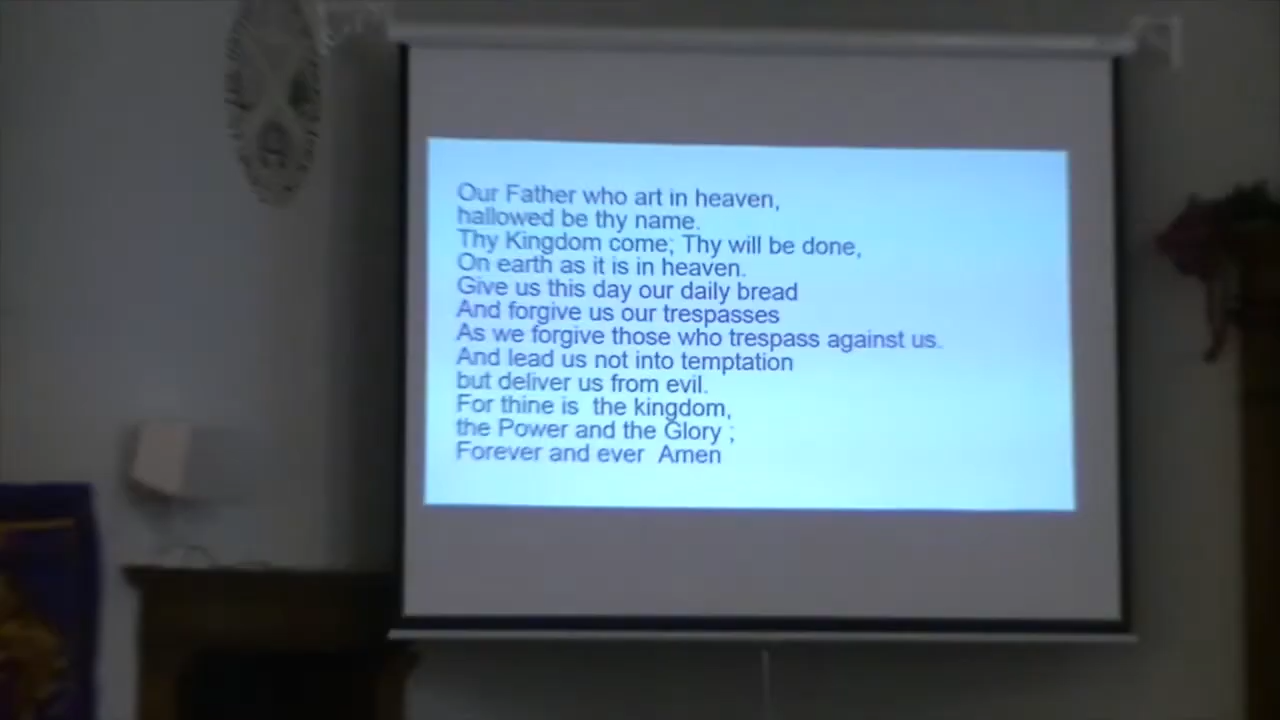 Our Father who art in heaven,
hallowed be thy name.
Thy Kingdom come; Thy will be done,
On earth as it is in heaven.
Give us this day our daily bread
And forgive us our trespasses
As we forgive those who trespass against us.
And lead us not into temptation
but deliver us from evil.
For thine is  the kingdom,
the Power and the Glory ;
Forever and ever  Amen